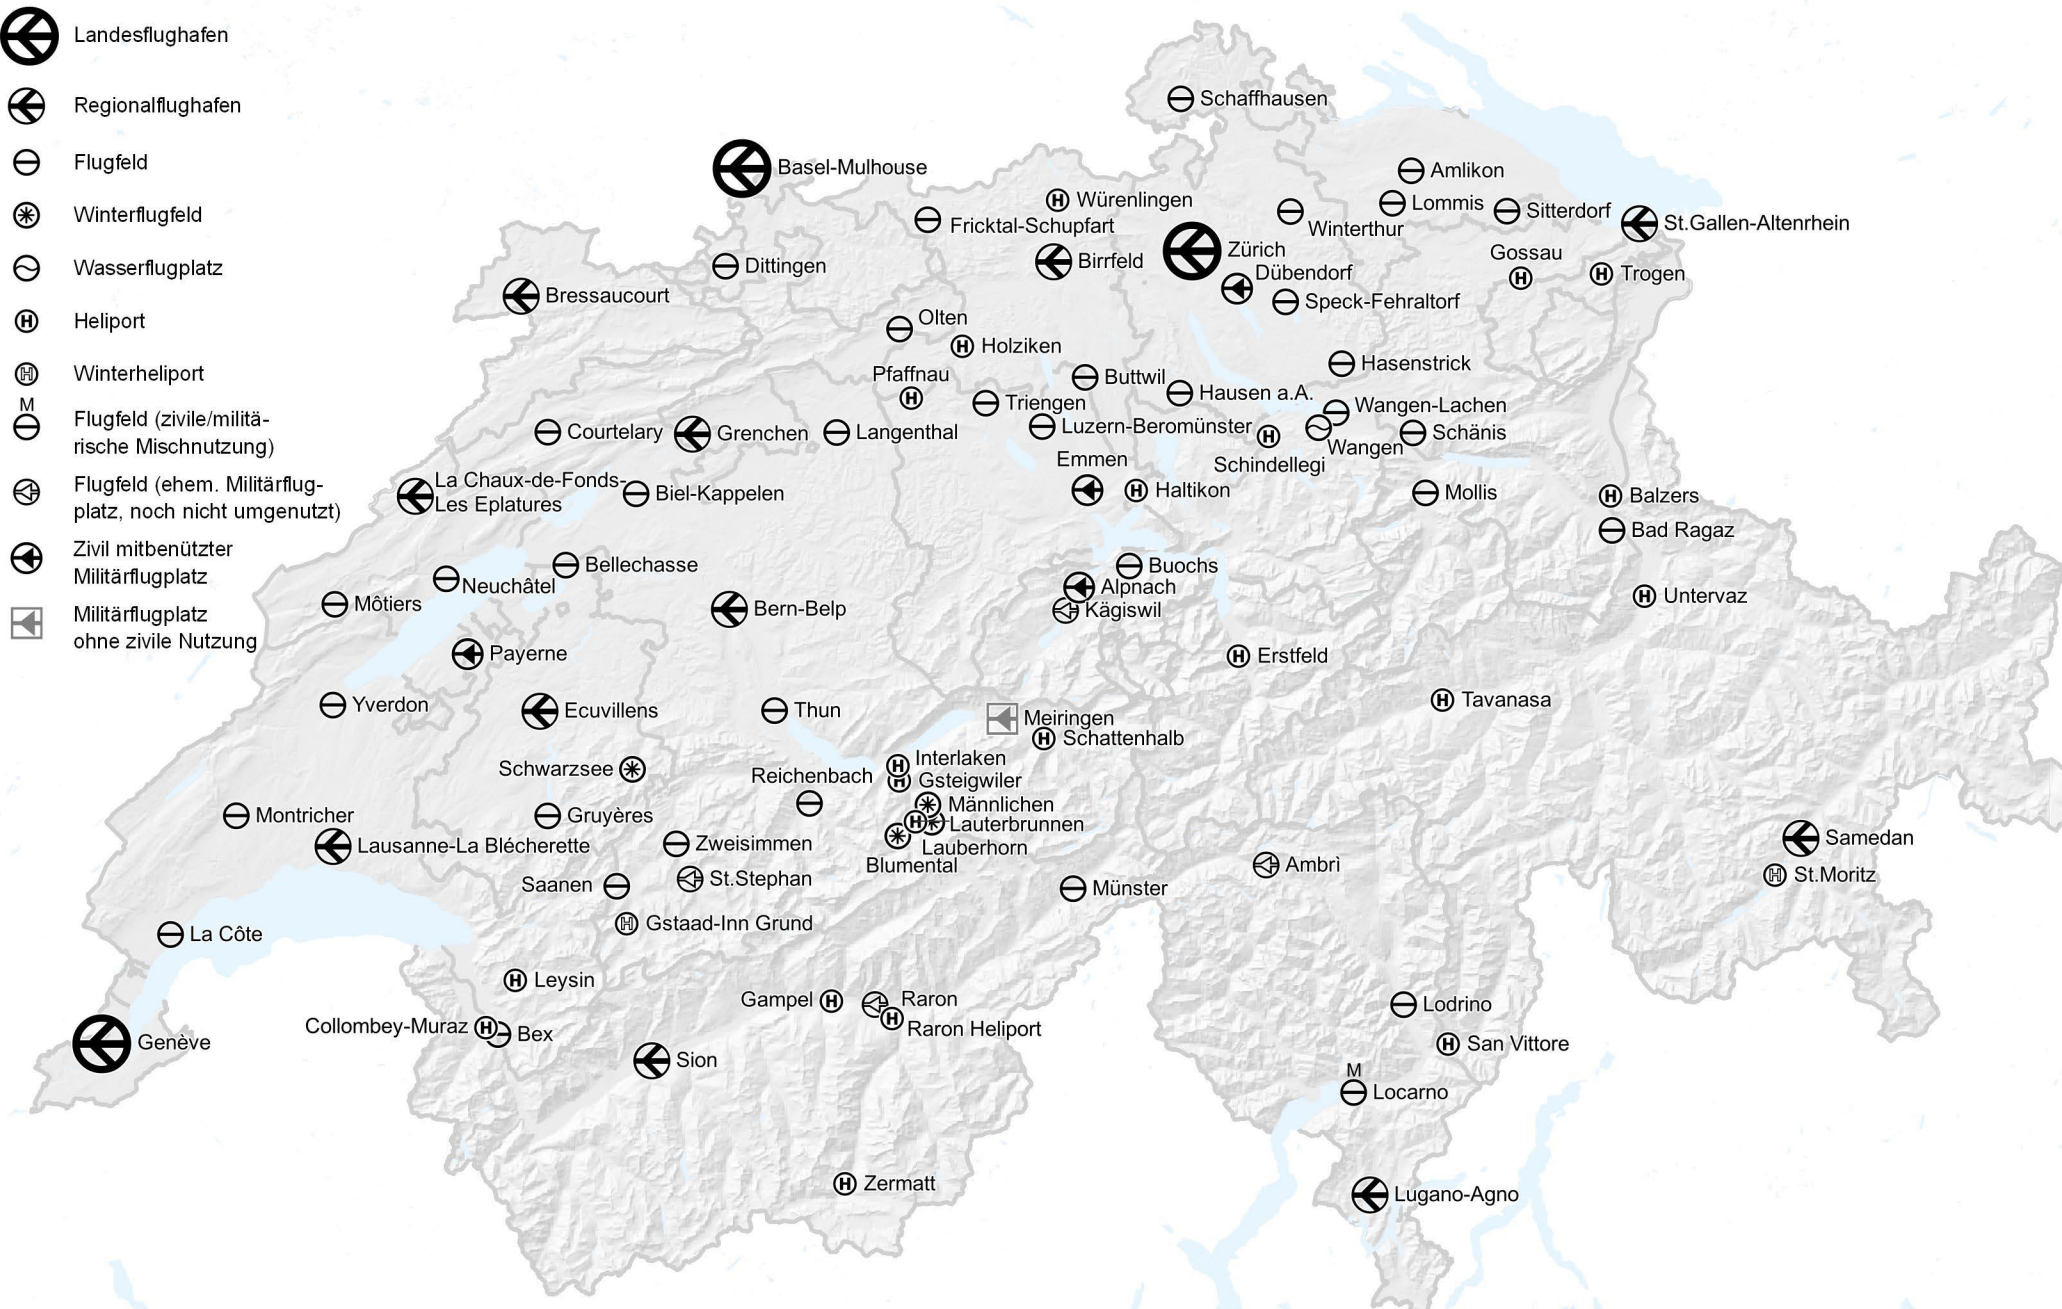 Landesflughafen
Regionalflughafen
Flugfeld
Winterflugfeld
Wasserflugplatz
Heliport
Winterheliport
M
Flugfeld (zivile/militä-
rische Mischnutzung)
Flugfeld (ehem. Militärflug-
platz, noch nicht umgenutzt)
Zivil mitbenützter
Militärflugplatz
Militärflugplatz
ohne zivile Nutzung
Schaffhausen
Basel-Mulhouse
Amlikon
Würenlingen
Lommis
Sitterdorf
Fricktal-Schupfart
Winterthur
St.Gallen-Altenrhein
Zürich
Gossau
Birrfeld
Dittingen
Dübendorf
Trogen
Bressaucourt
Speck-Fehraltorf
Olten
Holziken
Hasenstrick
Pfaffnau
Buttwil
Hausen a.A.
Triengen
Wangen-Lachen
Courtelary
Grenchen
Langenthal
Luzern-Beromünster
Schänis
Wangen
Emmen
Schindellegi
La Chaux-de-Fonds-
Les Eplatures
Biel-Kappelen
Haltikon
Mollis
Balzers
Bad Ragaz
Bellechasse
Buochs
Neuchâtel
Alpnach
Môtiers
Bern-Belp
Kägiswil
Untervaz
Payerne
Erstfeld
Yverdon
Ecuvillens
Thun
Tavanasa
Meiringen
Schattenhalb
Interlaken
Schwarzsee
Reichenbach
Gsteigwiler
Männlichen
Montricher
Gruyères
Lauterbrunnen
Lausanne-La Blécherette
Zweisimmen
Lauberhorn
Samedan
Blumental
Ambrì
St.Stephan
St.Moritz
Saanen
Münster
Gstaad-Inn Grund
La Côte
Leysin
Gampel
Raron
Lodrino
Collombey-Muraz
Bex
Raron Heliport
Genève
San Vittore
Sion
M
Locarno
Zermatt
Lugano-Agno